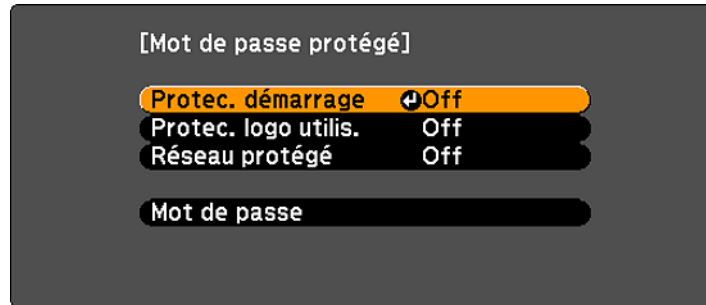 [Mot de passe protégé]
Protec. démarrage Off
Protec. logo utilis. Off
Réseau protégé Off
Mot de passe